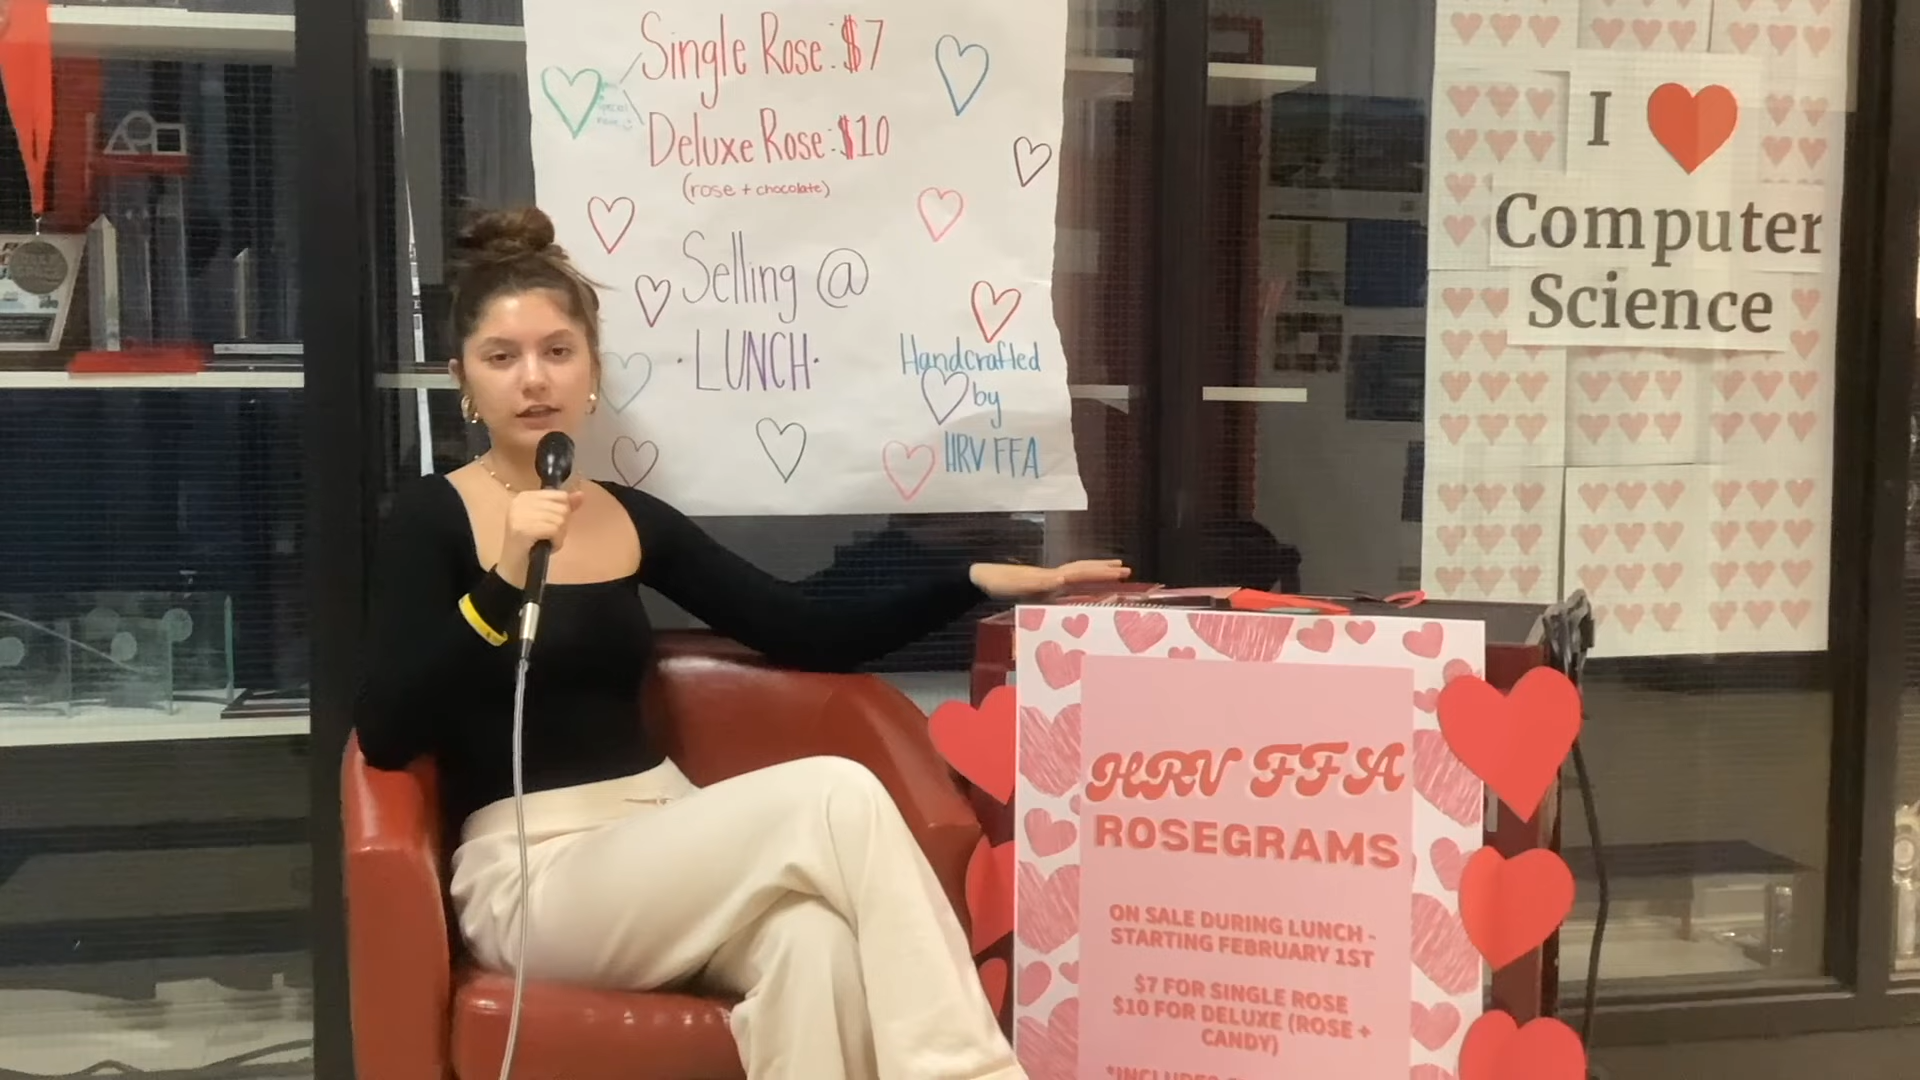 Single Rose: $7
Deluxe Rose: $10
(rose + chocolate)
Selling @
·LUNCH·
Handcrafted
by
HRV FFA
I
Computer
Science
HRV FFA
ROSEGRAMS
ON SALE DURING LUNCH -
STARTING FEBRUARY 1ST
$7 FOR SINGLE ROSE
$10 FOR DELUXE (ROSE +
CANDY)